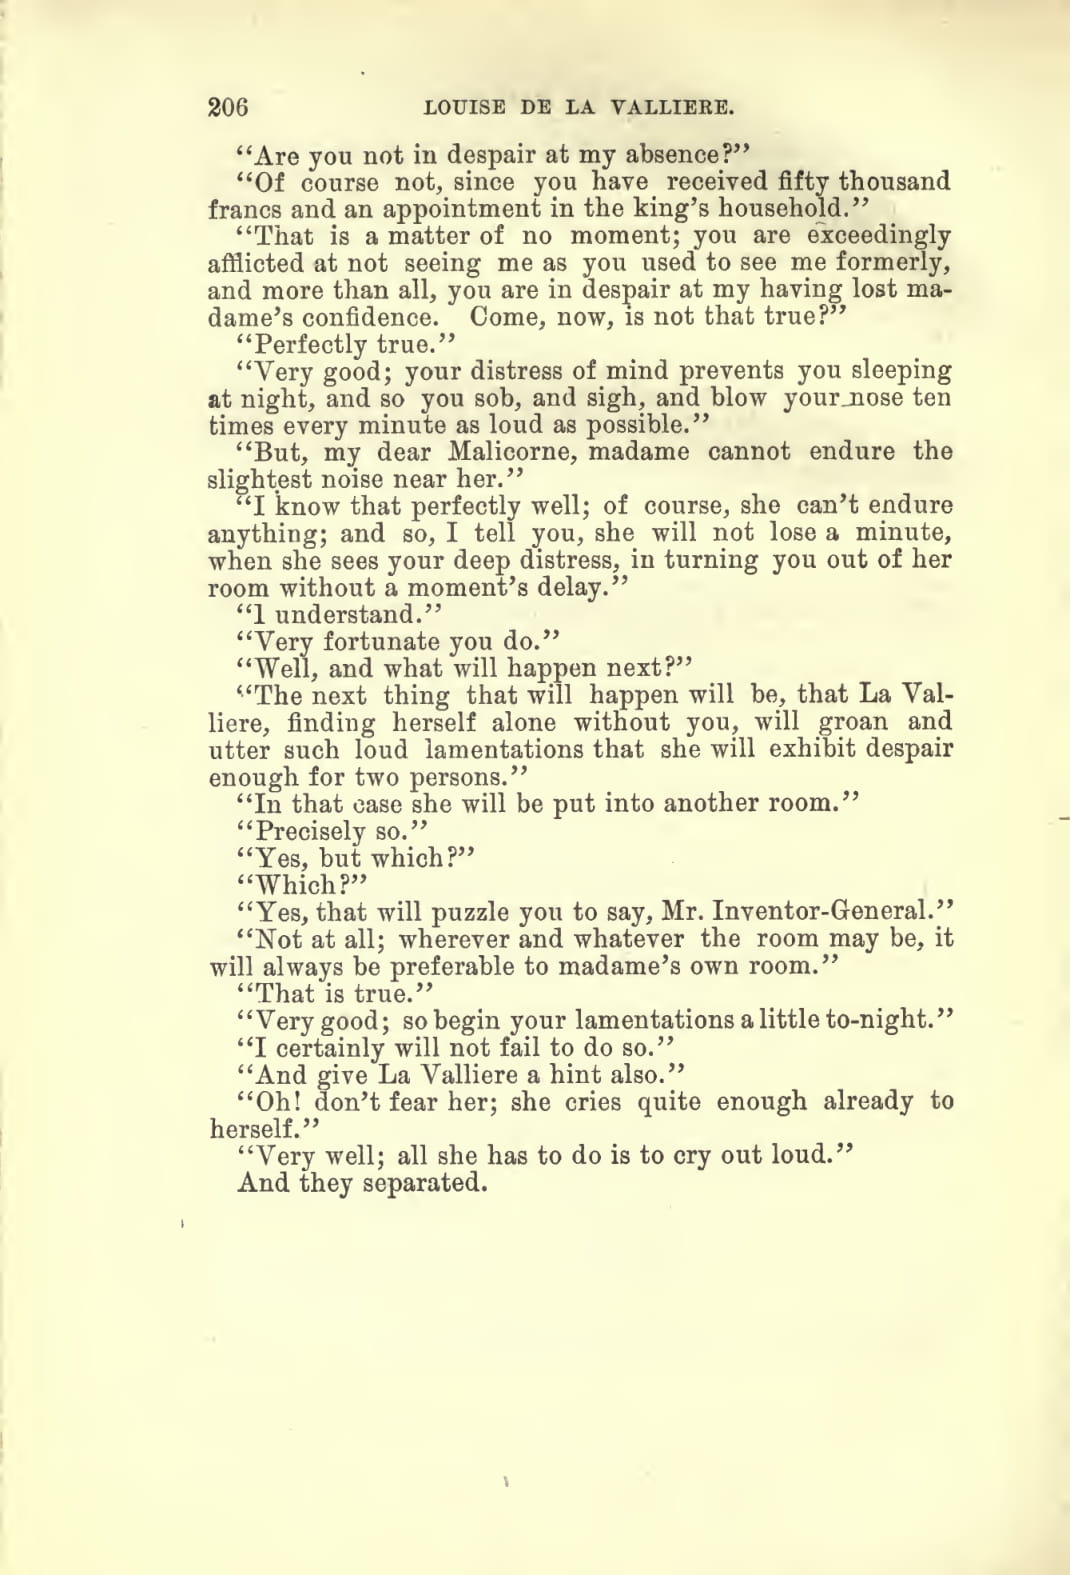 206 LOUISE DE LA VALLIERE.
“Are you not in despair at my absence?”
“Of course not, since you have received fifty thousand
francs and an appointment in the king’s household.”
“That is a matter of no moment; you are exceedingly
afflicted at not seeing me as you used to see me formerly,
and more than all, you are in despair at my having lost ma-
dame’s confidence. Come, now, is not that true?”
“Perfectly true.”
“Very good; your distress of mind prevents you sleeping
at night, and so you sob, and sigh, and blow your nose ten
times every minute as loud as possible.”
“But, my dear Malicorne, madame cannot endure the
slightest noise near her.”
“I know that perfectly well; of course, she can’t endure
anything; and so, I tell you, she will not lose a minute,
when she sees your deep distress, in turning you out of her
room without a moment’s delay.”
“I understand.”
“Very fortunate you do.”
“Well, and what will happen next?”
“The next thing that will happen will be, that La Val-
liere, finding herself alone without you, will groan and
utter such loud lamentations that she will exhibit despair
enough for two persons.”
“In that case she will be put into another room.”
“Precisely so.”
“Yes, but which?”
“Which?”
“Yes, that will puzzle you to say, Mr. Inventor-General.”
“Not at all; wherever and whatever the room may be, it
will always be preferable to madame’s own room.”
“That is true.”
“Very good; so begin your lamentations a little to-night.”
“I certainly will not fail to do so.”
“And give La Valliere a hint also.”
“Oh! don’t fear her; she cries quite enough already to
herself.”
“Very well; all she has to do is to cry out loud.”
And they separated.